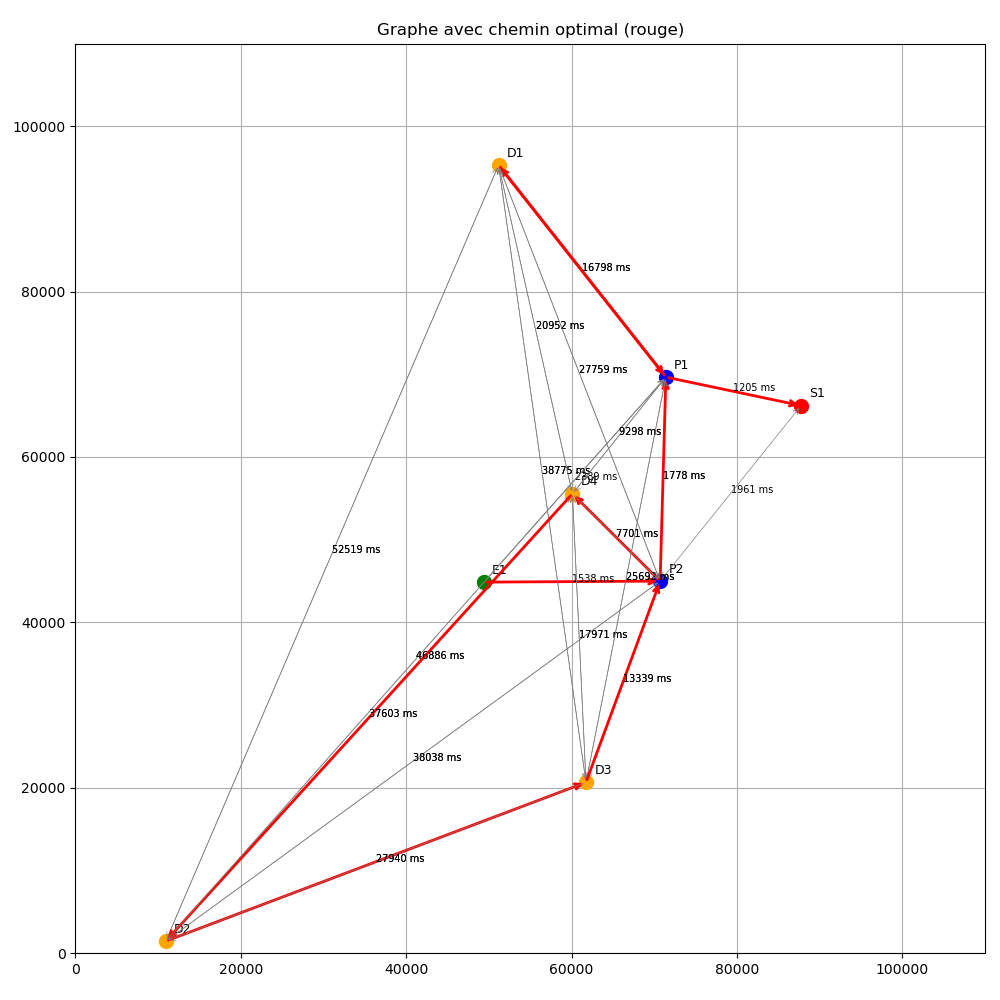 Graphe avec chemin optimal (rouge)
100000
80000
60000
40000
20000
0
D1
16798 ms
20952 ms
27759 ms
P1
1205 ms
S1
9298 ms
38775 ms
D4
1778 ms
1961 ms
7701 ms
52519 ms
E1
1538 ms
P2
17971 ms
46886 ms
13339 ms
37603 ms
38038 ms
D3
27940 ms
D2
0
20000
40000
60000
80000
100000